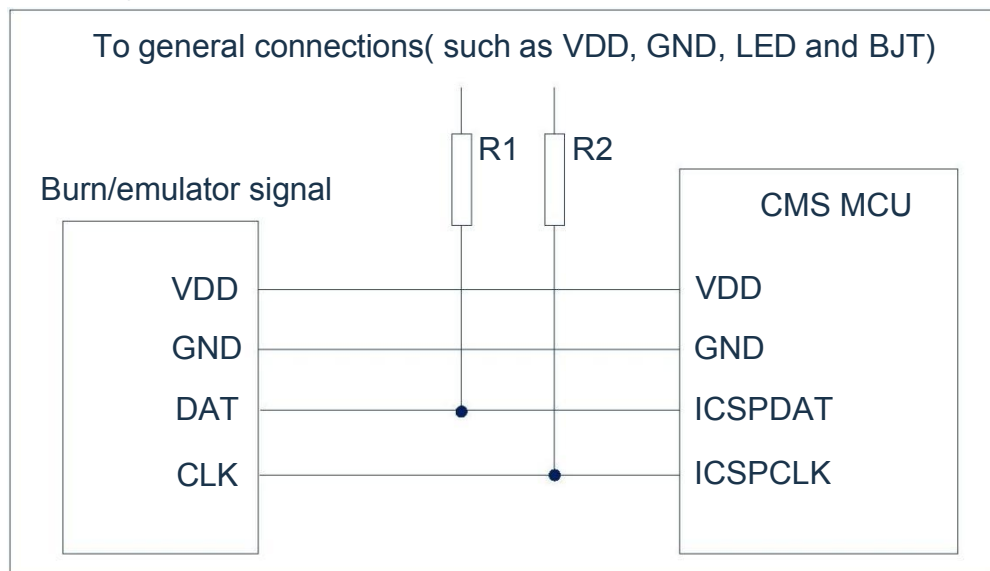 To general connections( such as VDD, GND, LED and BJT)
R1
R2
Burn/emulator signal
CMS MCU
VDD
VDD
GND
GND
DAT
ICSPDAT
CLK
ICSPCLK